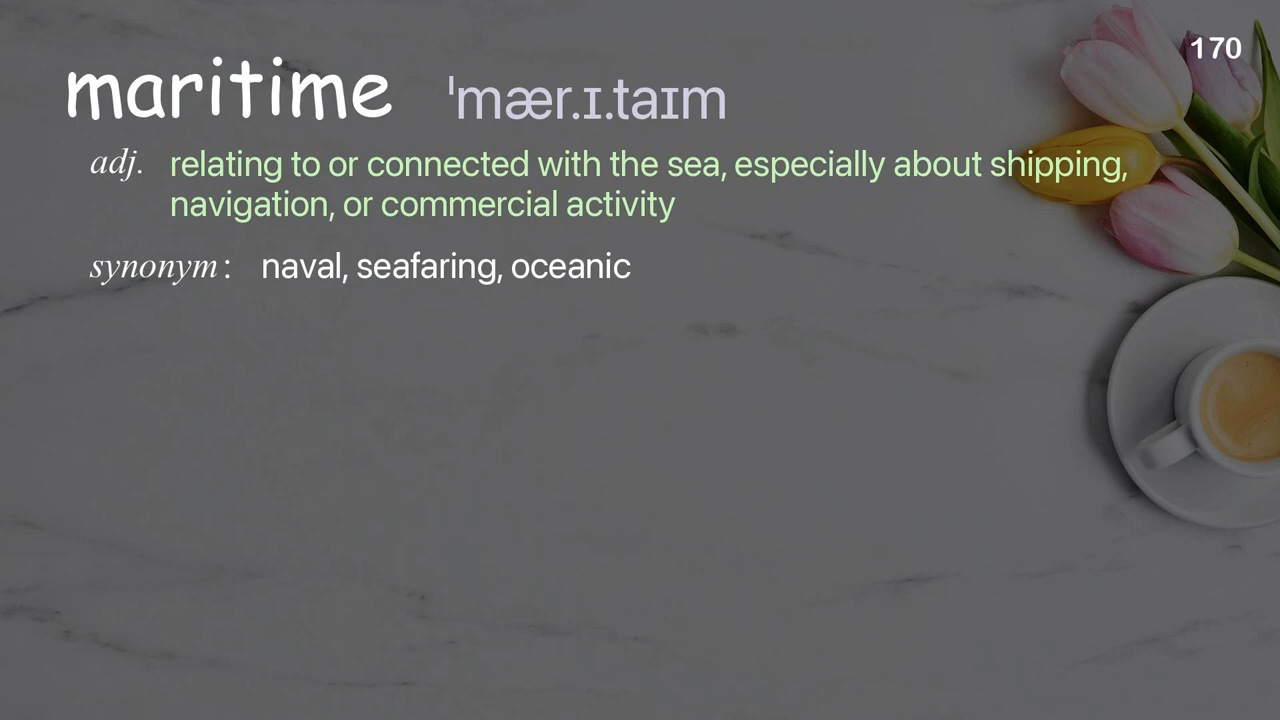 170
maritime ˈmær.ɪ.taɪm
adj. relating to or connected with the sea, especially about shipping,
navigation, or commercial activity
synonym: naval, seafaring, oceanic